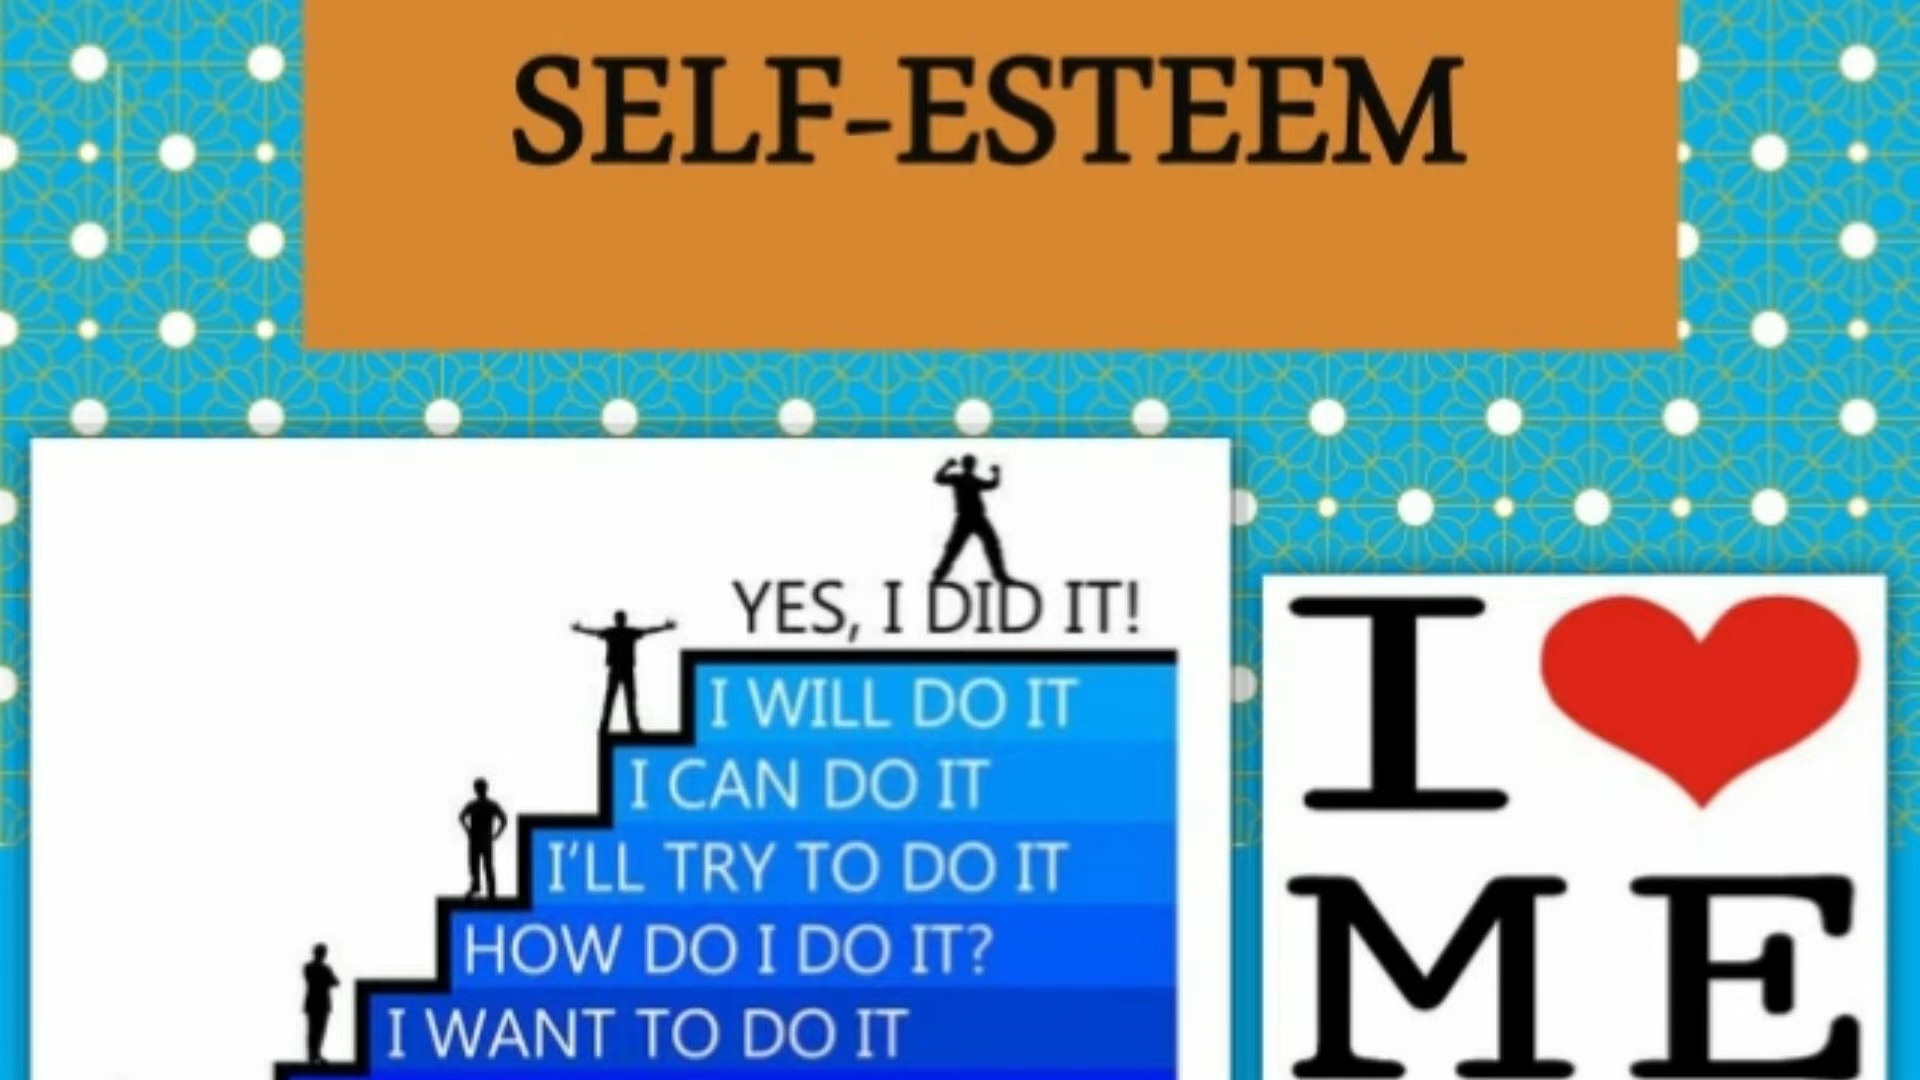 SELF-ESTEEM
YES, I DID IT!
I WILL DO IT
I CAN DO IT
I'LL TRY TO DO IT
HOW DO I DO IT?
I WANT TO DO IT
I
ME